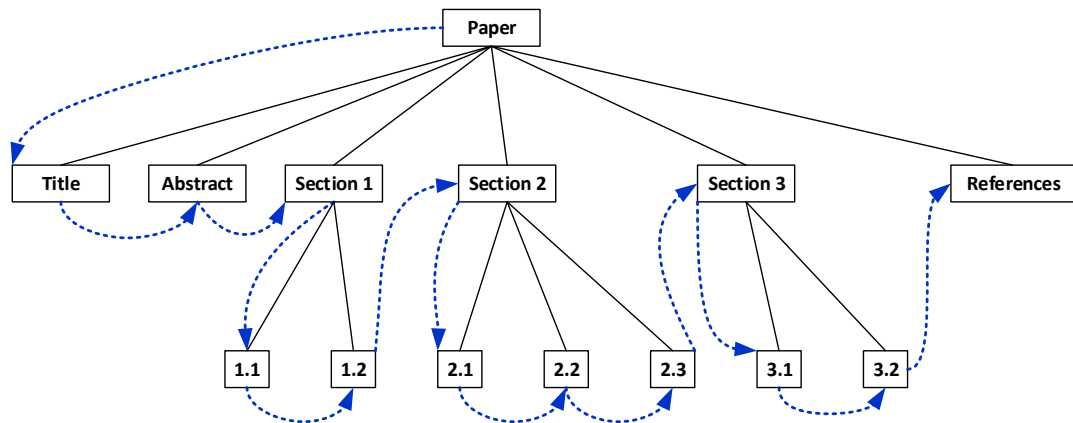 Paper
Title
Abstract
Section 1
Section 2
Section 3
References
1.1
1.2
2.1
2.2
2.3
3.1
3.2